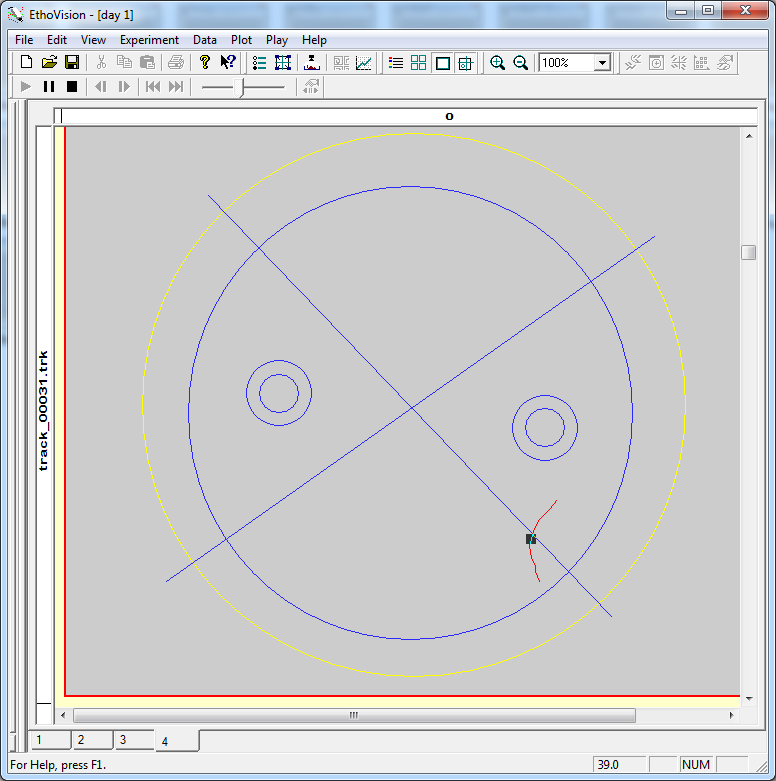 EthoVision - [day 1]
File Edit View Experiment Data Plot Play Help
100%
o
track_00031.trk
1 2 3 4
For Help, press F1.
39.0 NUM